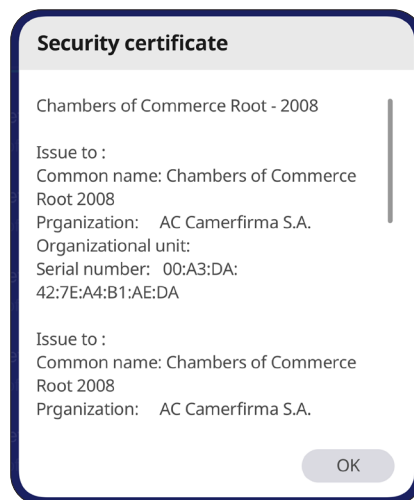 Security certificate
Chambers of Commerce Root - 2008
Issue to :
Common name: Chambers of Commerce
Root 2008
Prganization: AC Camerfirma S.A.
Organizational unit:
Serial number: 00:A3:DA:
42:7E:A4:B1:AE:DA
Issue to :
Common name: Chambers of Commerce
Root 2008
Prganization: AC Camerfirma S.A.
OK